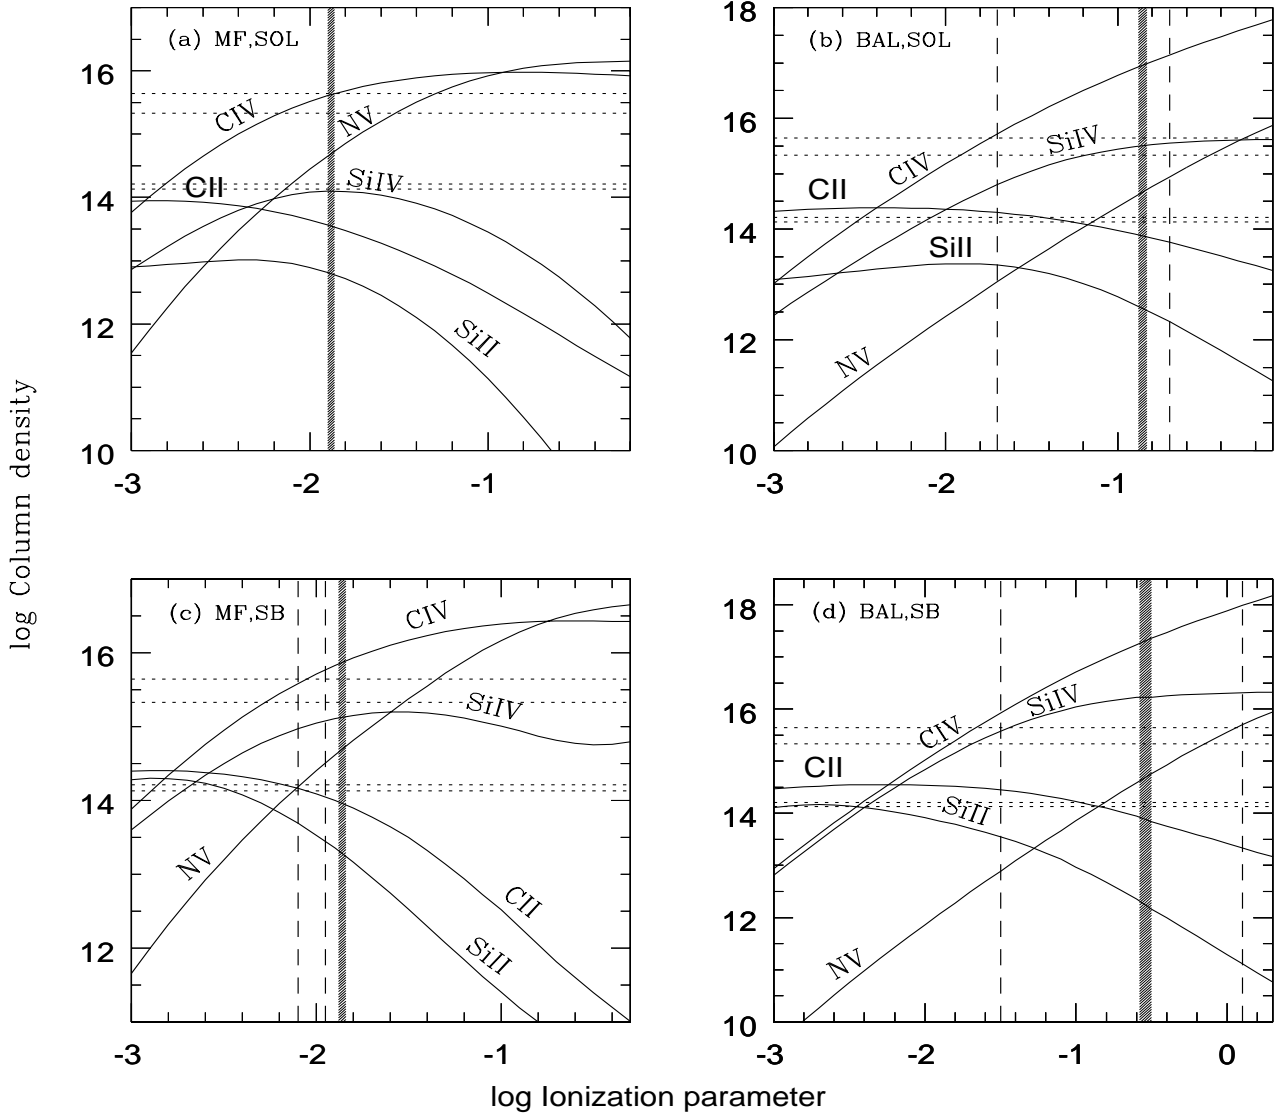 18
(a) MF,SOL
(b) BAL,SOL
16
CIV
NV
16
SiIV
CIV
CII
SiIV
CII
14
14
SiII
12
SiII
12
NV
10
10
-3
-2
-1
-3
-2
-1
log Column density
(c) MF,SB
CIV
(d) BAL,SB
18
16
SiIV
SiIV
16
CIV
CII
14
SiII
14
NV
CII
12
SiII
12
NV
10
-3
-2
-1
-3
-2
-1
0
log Ionization parameter